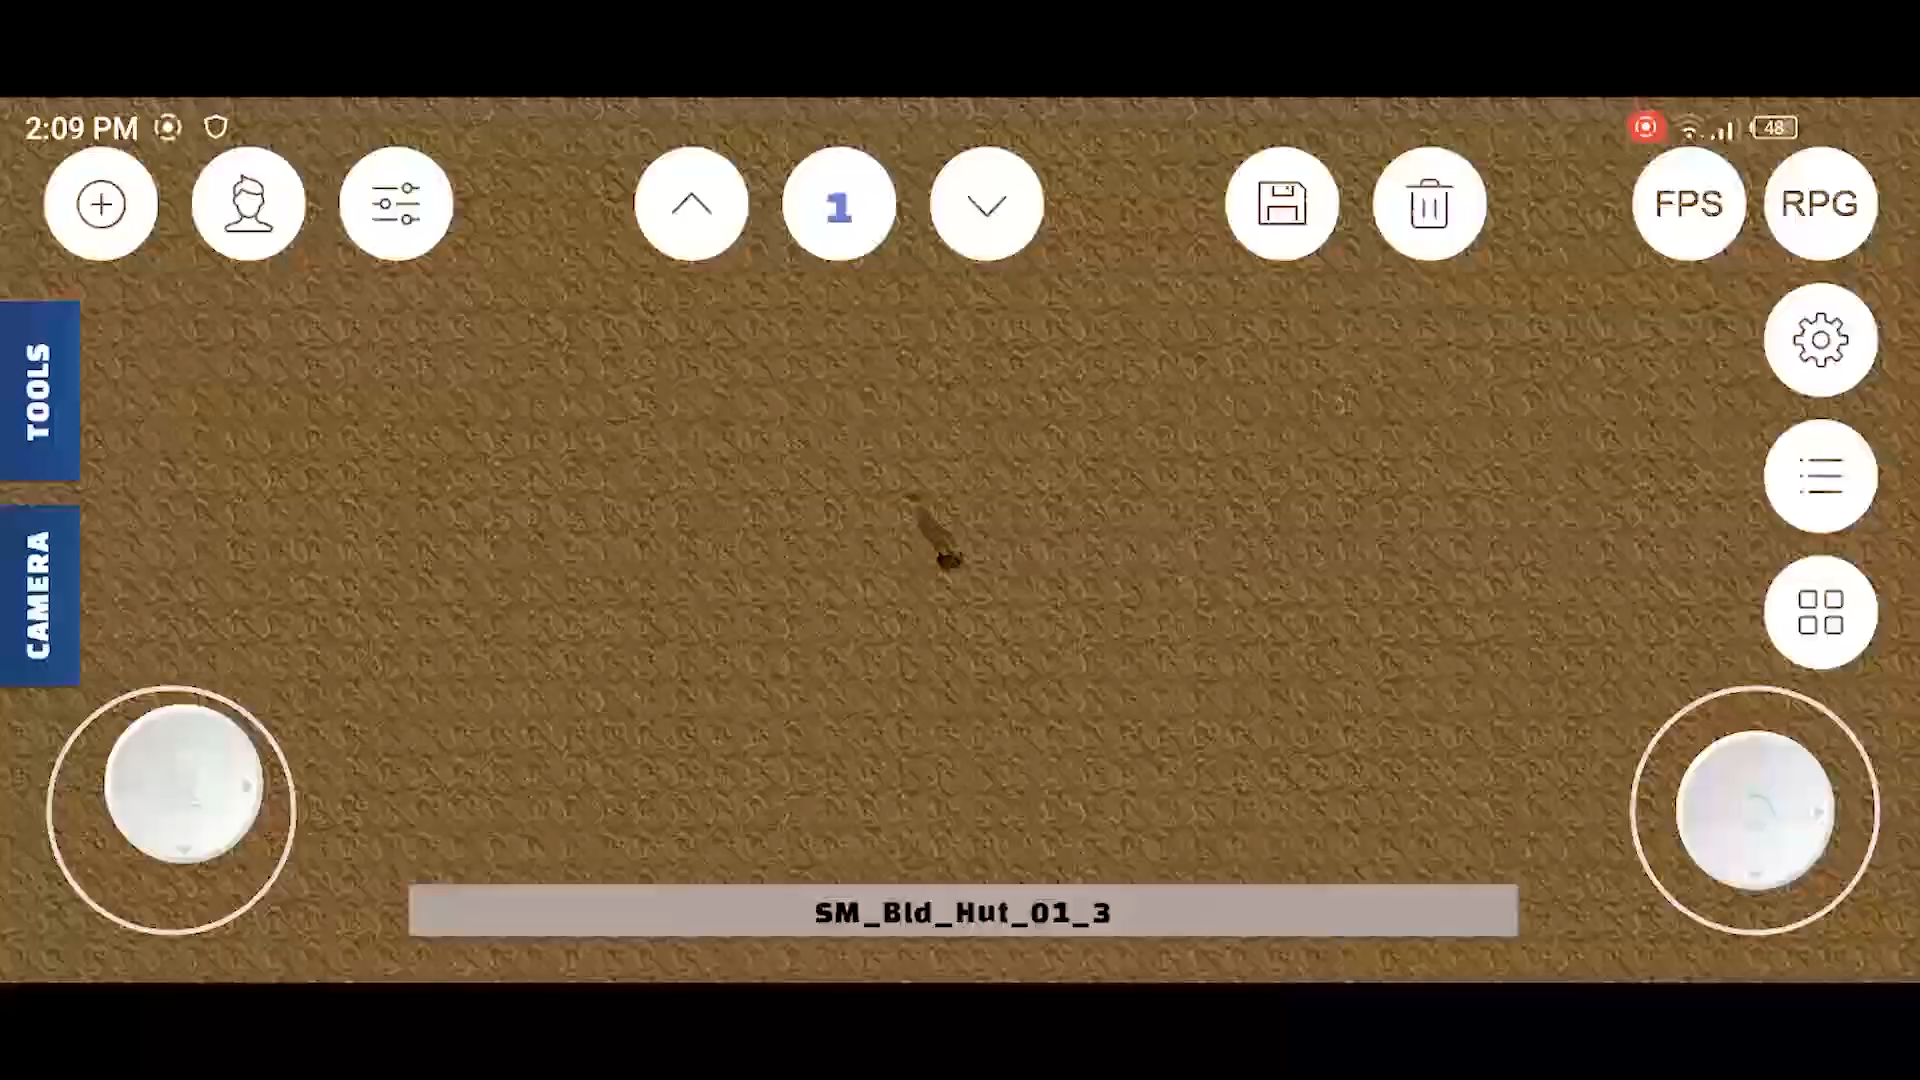 2:09 PM
48
1
FPS
RPG
TOOLS
CAMERA
SM_Bld_Hut_01_3